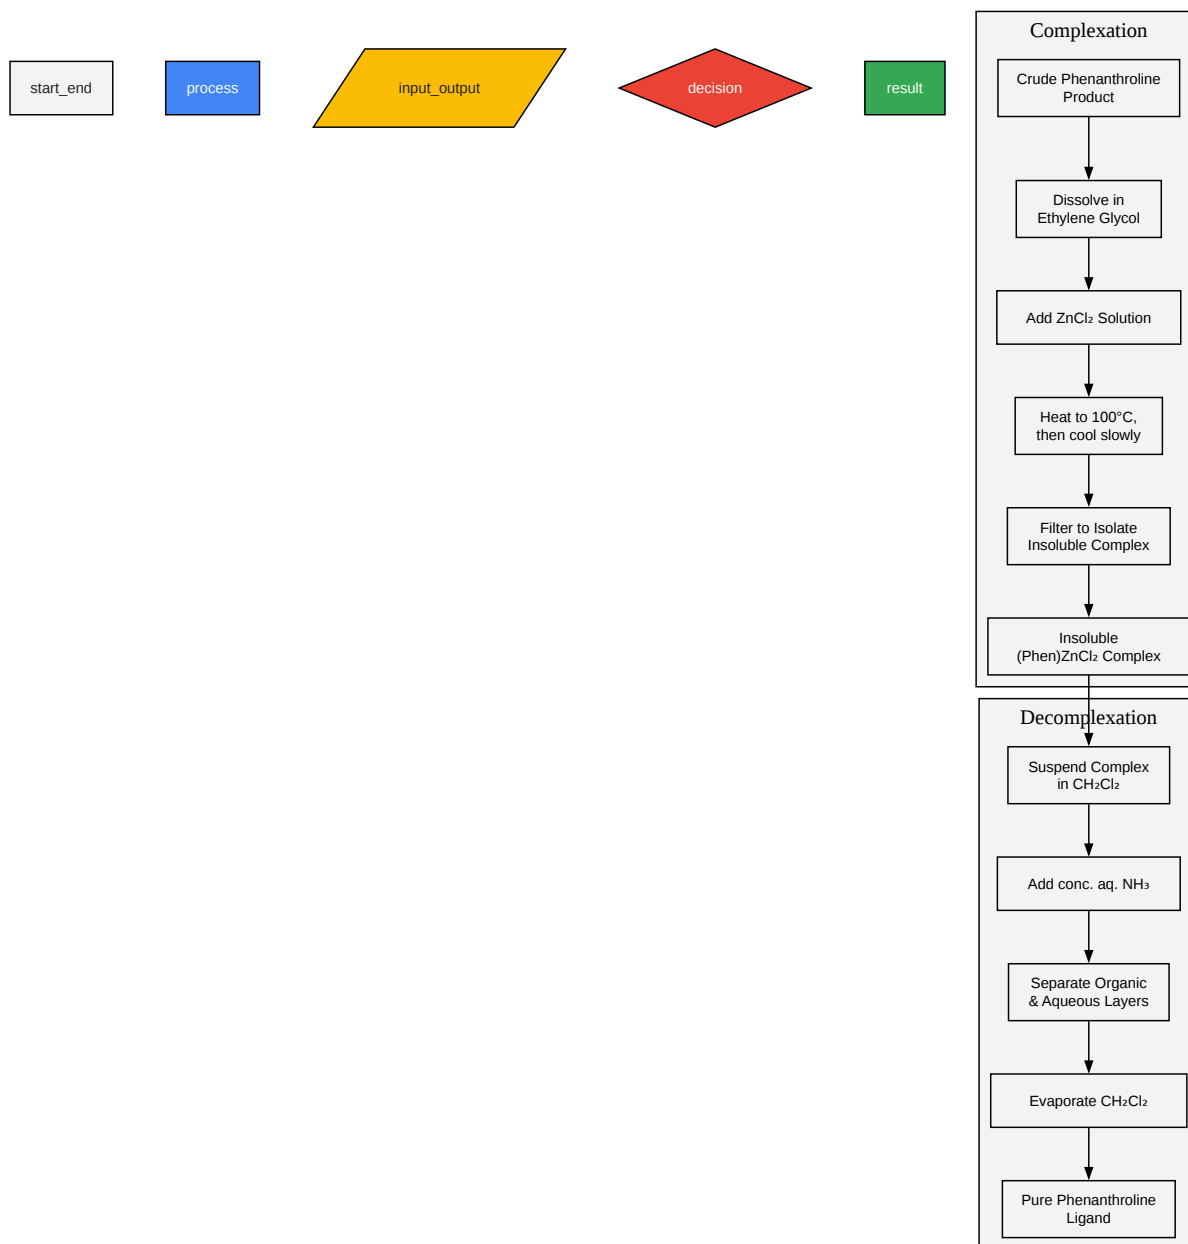 start_end
process
input_output
decision
result
Complexation
Crude Phenanthroline
Product
Dissolve in
Ethylene Glycol
Add ZnCl₂ Solution
Heat to 100°C,
then cool slowly
Filter to Isolate
Insoluble Complex
Insoluble
(Phen)ZnCl₂ Complex
Decomplexation
Suspend Complex
in CH₂Cl₂
Add conc. aq. NH₃
Separate Organic
& Aqueous Layers
Evaporate CH₂Cl₂
Pure Phenanthroline
Ligand